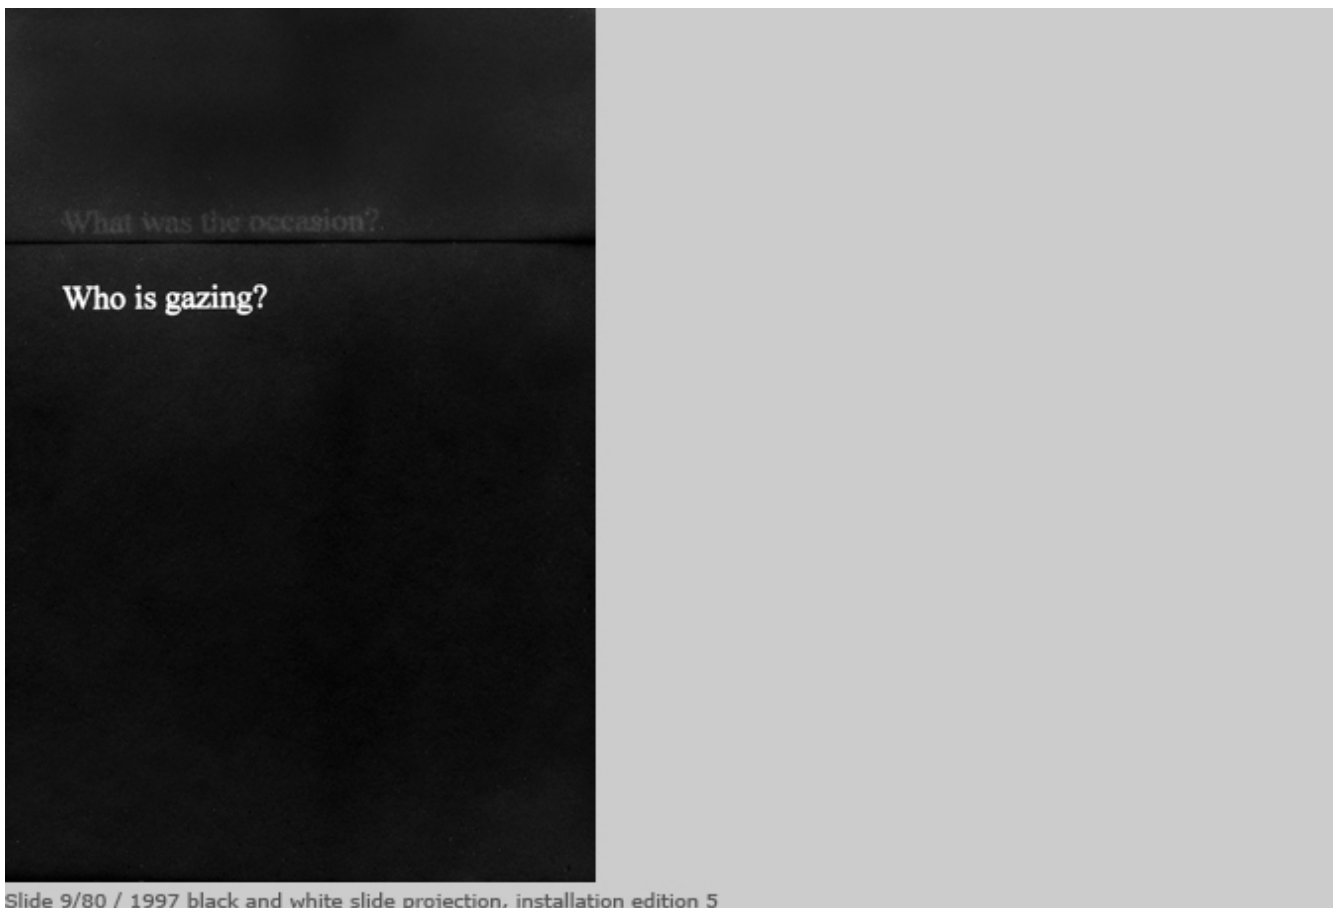 What was the occasion?
Who is gazing?
Slide 9/80 / 1997 black and white slide projection, installation edition 5